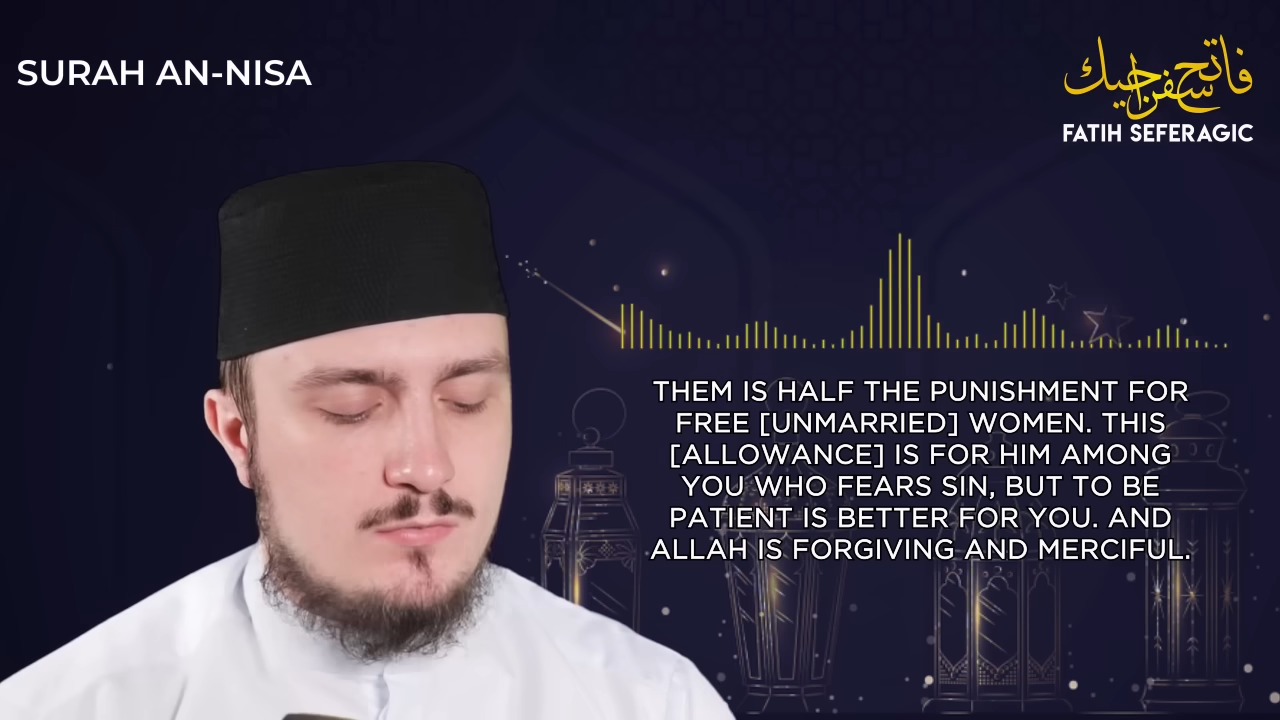 SURAH AN-NISA
فاتح سفرجيك
FATIH SEFERAGIC
THEM IS HALF THE PUNISHMENT FOR
FREE [UNMARRIED] WOMEN. THIS
[ALLOWANCE] IS FOR HIM AMONG
YOU WHO FEARS SIN, BUT TO BE
PATIENT IS BETTER FOR YOU. AND
ALLAH IS FORGIVING AND MERCIFUL.